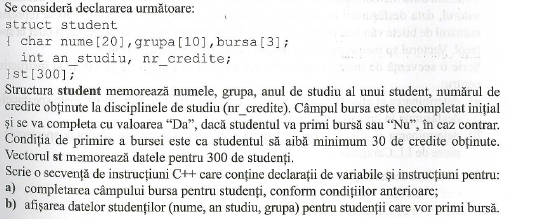 Se consideră declararea următoare:
struct student
{ char nume[20],grupa[10],bursa[3];
int an_studiu, nr_credite;
}st[300];
Structura student memorează numele, grupa, anul de studiu al unui student, numărul de
credite obținute la disciplinele de studiu (nr_credite). Câmpul bursa este necompletat inițial
și se va completa cu valoarea “Da”, dacă studentul va primi bursă sau “Nu”, în caz contrar.
Condiția de primire a bursei este ca studentul să aibă minimum 30 de credite obținute.
Vectorul st memorează datele pentru 300 de studenți.
Scrie o secvență de instrucțiuni C++ care conține declarații de variabile și instrucțiuni pentru:
a) completarea câmpului bursa pentru studenți, conform condițiilor anterioare;
b) afișarea datelor studenților (nume, an studiu, grupa) pentru studenții care vor primi bursă.